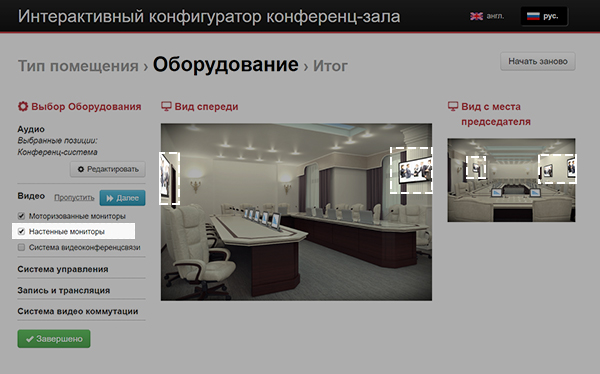 Интерактивный конфигуратор конференц-зала
англ.
рус.
Тип помещения › Оборудование › Итог
Начать заново
Выбор Оборудования
Аудио
Выбранные позиции:
Конференц-система
Редактировать
Видео
Пропустить
Далее
Моторизованные мониторы
Настенные мониторы
Система видеоконференцсвязи
Система управления
Запись и трансляция
Система видео коммутации
Завершено
Вид спереди
Вид с места
председателя